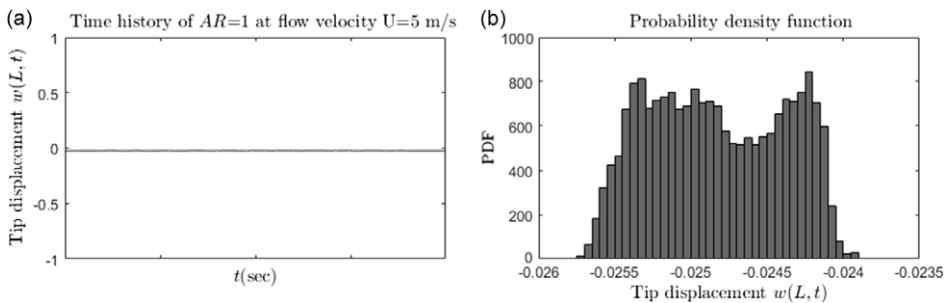 (a)
Time history of AR=1 at flow velocity U=5 m/s
Tip displacement w(L, t)
1
0.5
0
-0.5
-1
t(sec)
(b)
Probability density function
PDF
1000
800
600
400
200
0
-0.026 -0.0255 -0.025 -0.0245 -0.024 -0.0235
Tip displacement w(L, t)